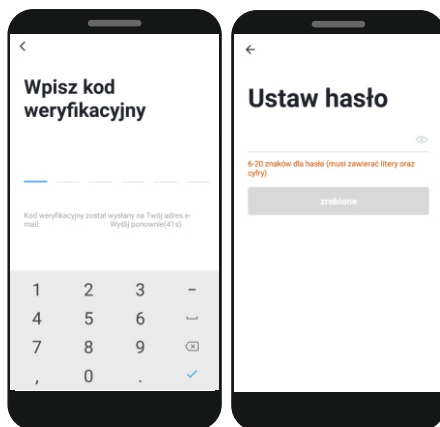 Wpisz kod
weryfikacyjny
Kod weryfikacyjny został wysłany na Twój adres e-
mail: Wyślij ponownie(41s)
1 2 3 -
4 5 6
7 8 9
, 0 .
Ustaw hasło
6-20 znaków dla hasła (musi zawierać litery oraz
cyfry)
zrobione